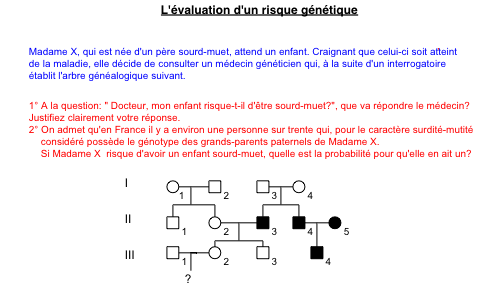 L'évaluation d'un risque génétique
Madame X, qui est née d'un père sourd-muet, attend un enfant. Craignant que celui-ci soit atteint
de la maladie, elle décide de consulter un médecin généticien qui, à la suite d'un interrogatoire
établit l'arbre généalogique suivant.
1° A la question: " Docteur, mon enfant risque-t-il d'être sourd-muet?", que va répondre le médecin?
Justifiez clairement votre réponse.
2° On admet qu'en France il y a environ une personne sur trente qui, pour le caractère surdité-mutité
considéré possède le génotype des grands-parents paternels de Madame X.
Si Madame X risque d'avoir un enfant sourd-muet, quelle est la probabilité pour qu'elle en ait un?
I 1 2 3 4
II 1 2 3 4 5
III 1 2 3 4
?